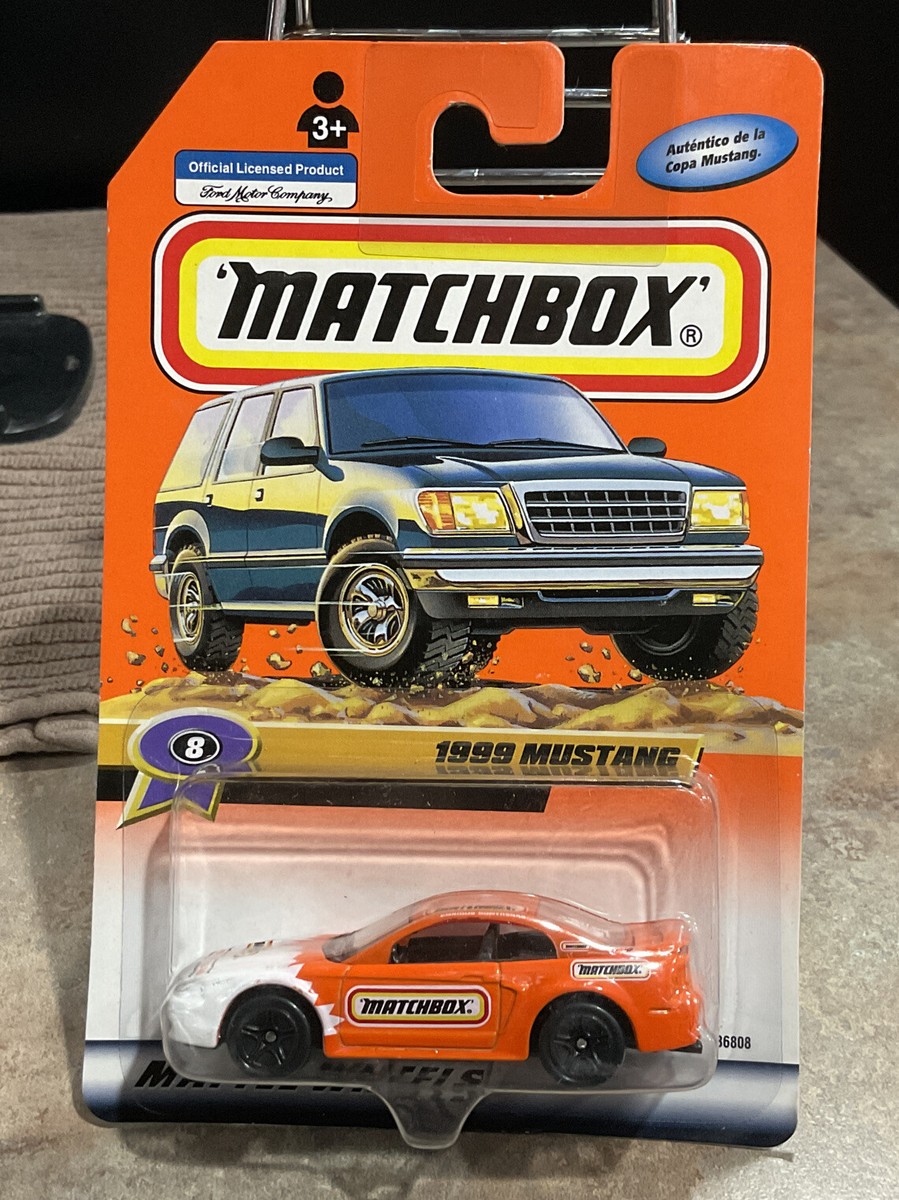 3+
Official Licensed Product
Ford Motor Company
Auténtico de la
Copa Mustang.
'MATCHBOX'®
8
1999 MUSTANG
'MATCHBOX'.
'MATCHBOX'®
36808
WHEELS